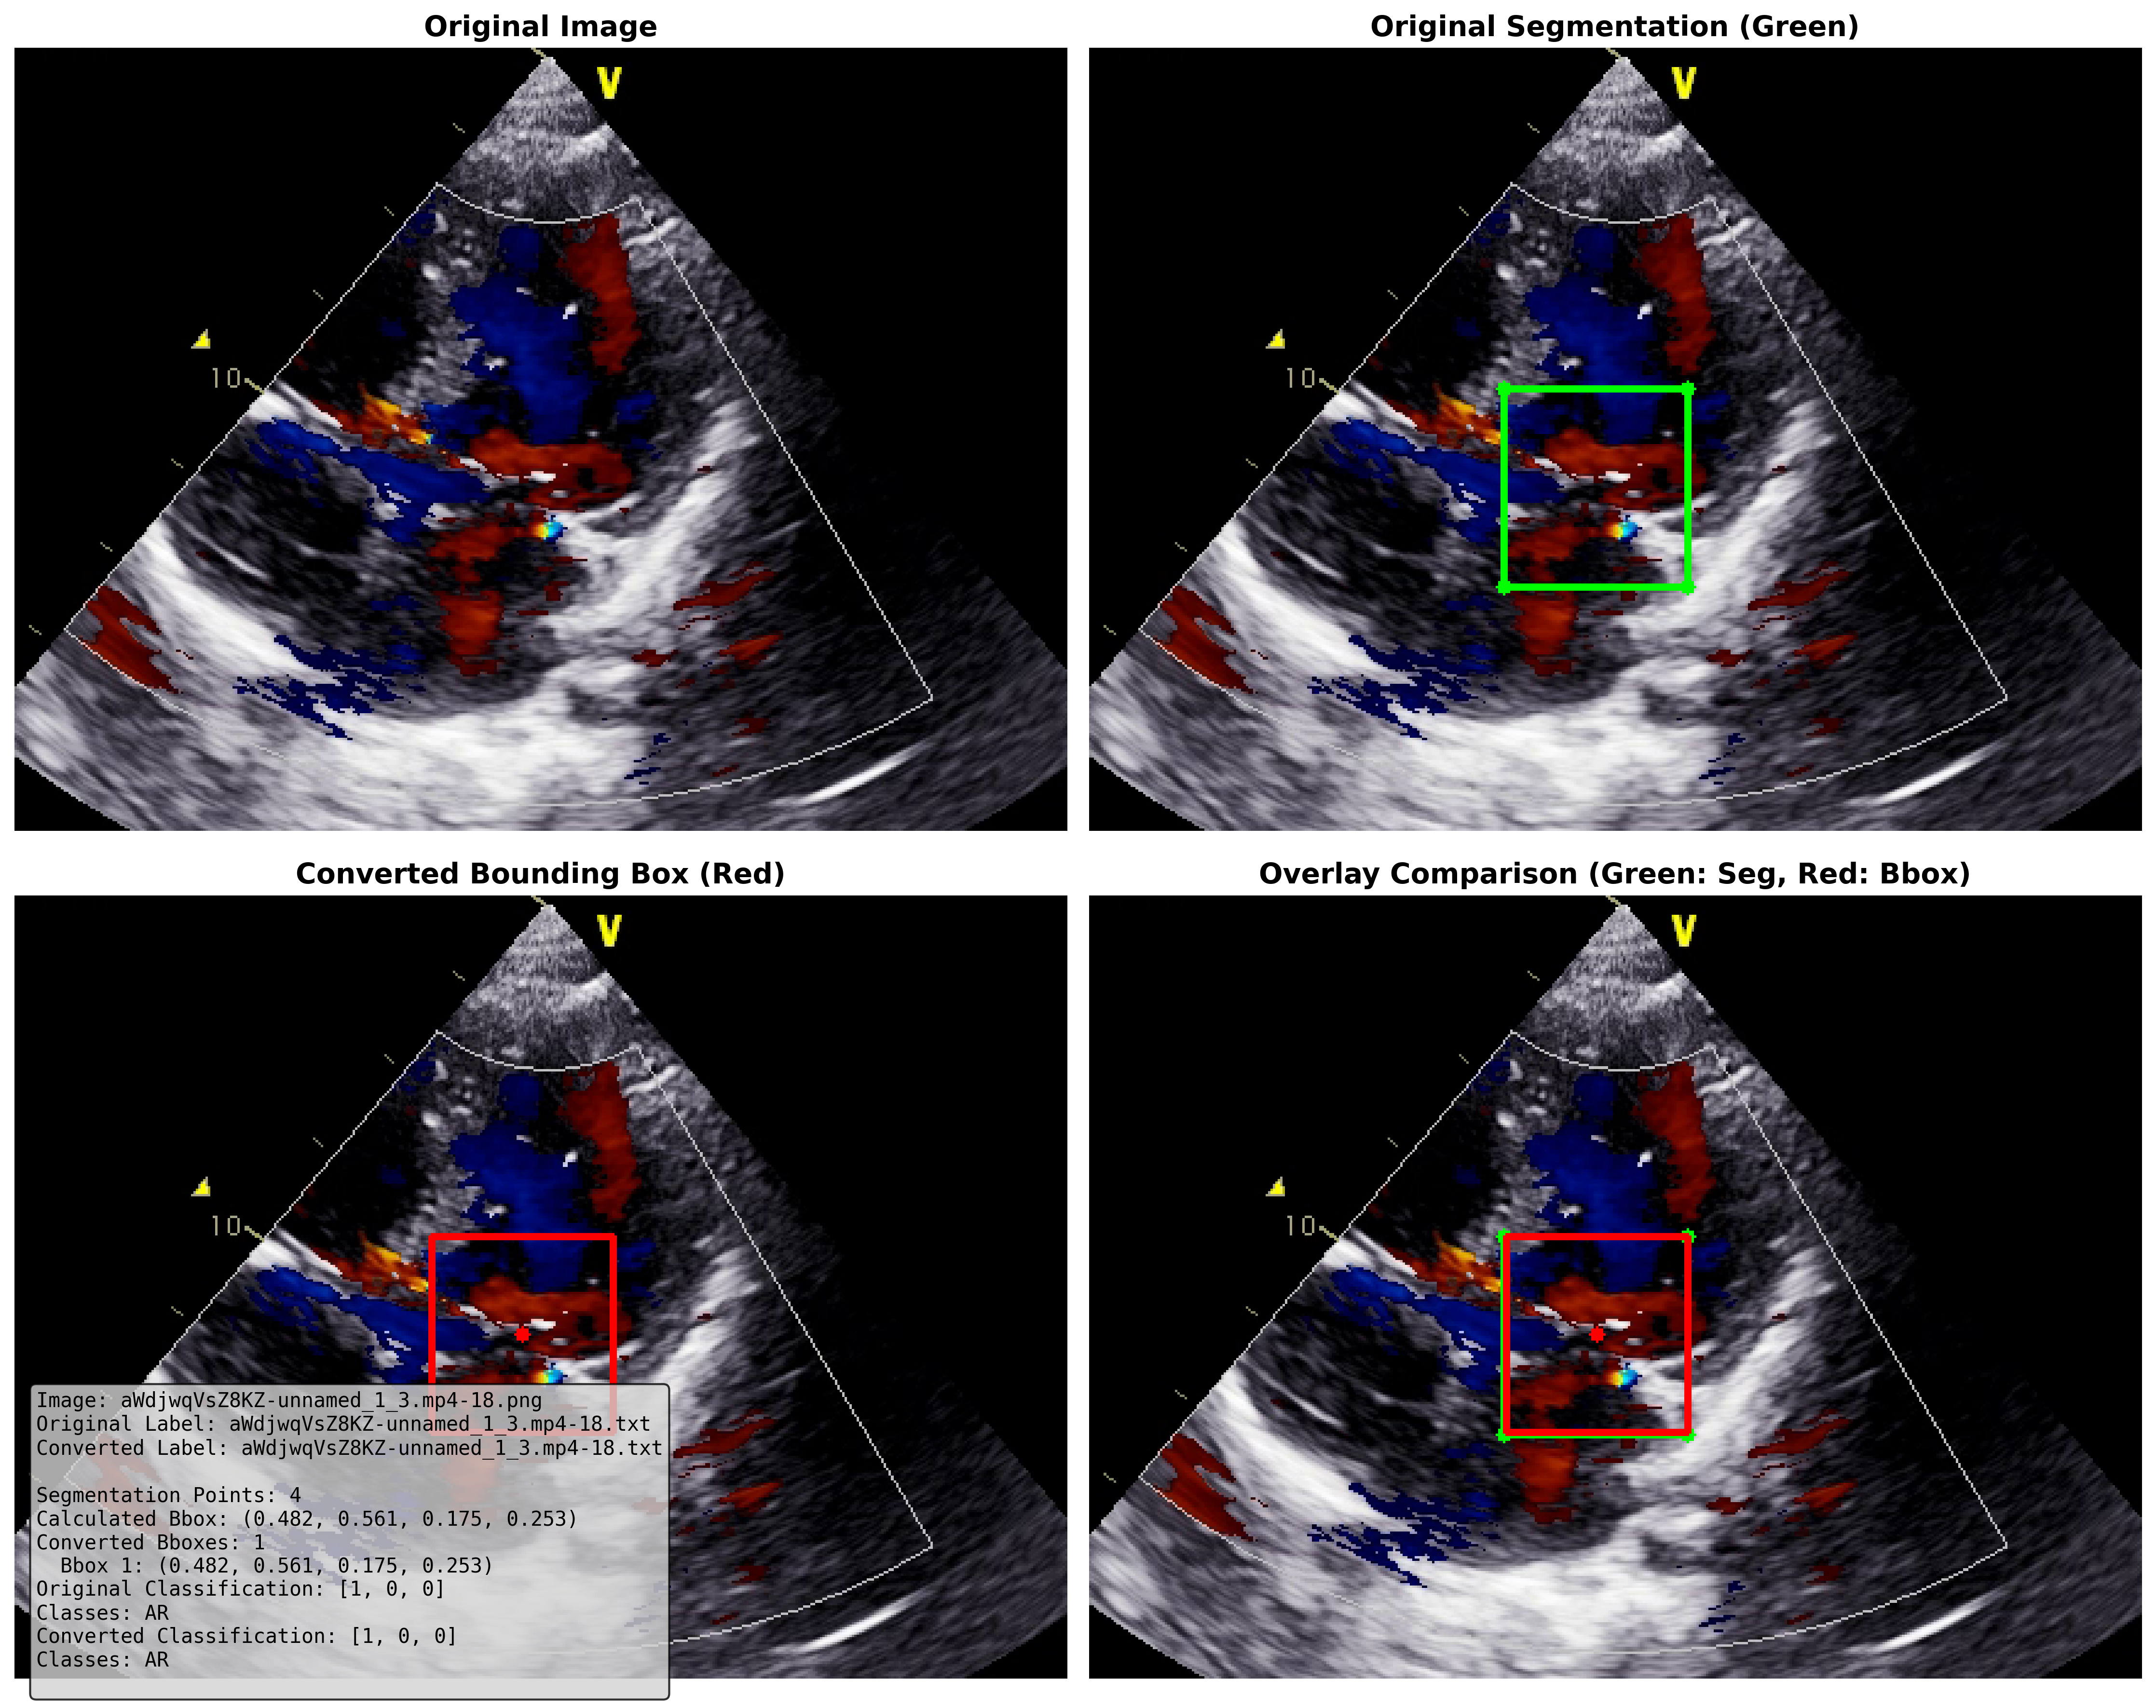 Original Image
Original Segmentation (Green)
V
10
V
10
Converted Bounding Box (Red)
Overlay Comparison (Green: Seg, Red: Bbox)
V
10
V
10
Image: aWdjwqVsZ8KZ-unnamed_1_3.mp4-18.png
Original Label: aWdjwqVsZ8KZ-unnamed_1_3.mp4-18.txt
Converted Label: aWdjwqVsZ8KZ-unnamed_1_3.mp4-18.txt
Segmentation Points: 4
Calculated Bbox: (0.482, 0.561, 0.175, 0.253)
Converted Bboxes: 1
Bbox 1: (0.482, 0.561, 0.175, 0.253)
Original Classification: [1, 0, 0]
Classes: AR
Converted Classification: [1, 0, 0]
Classes: AR